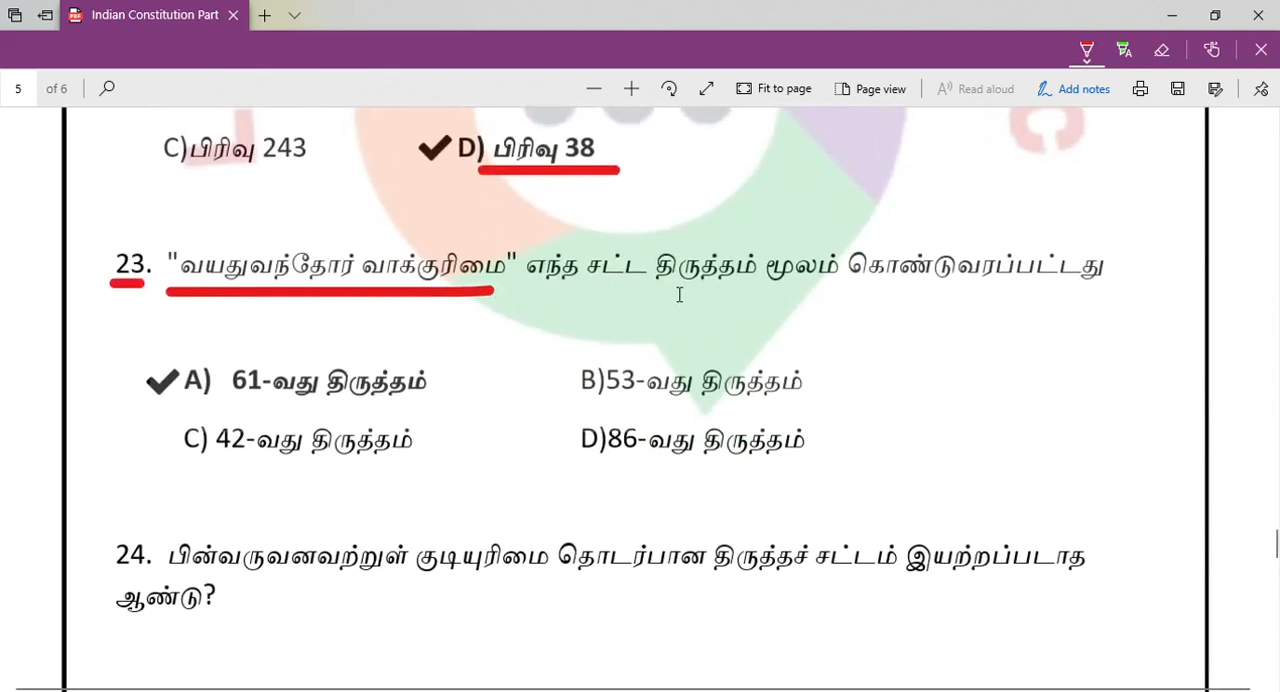 Indian Constitution Part
5 of 6 Fit to page Page view Read aloud Add notes
C)பிரிவு 243 D) பிரிவு 38
23. "வயதுவந்தோர் வாக்குரிமை" எந்த சட்ட திருத்தம் மூலம் கொண்டுவரப்பட்டது
A) 61-வது திருத்தம் B)53-வது திருத்தம்
C) 42-வது திருத்தம் D)86-வது திருத்தம்
24. பின்வருவனவற்றுள் குடியுரிமை தொடர்பான திருத்தச் சட்டம் இயற்றப்படாத
ஆண்டு?